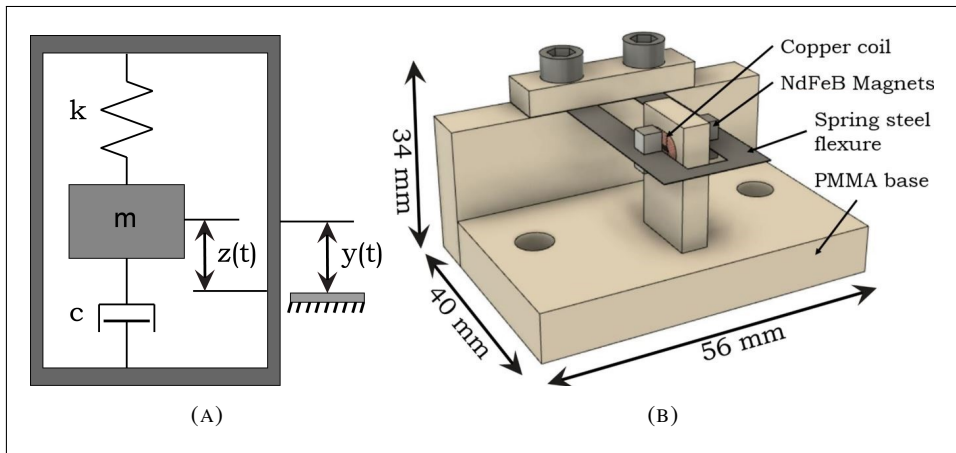 k
m
z(t)
y(t)
c
(A)
Copper coil
NdFeB Magnets
Spring steel
flexure
PMMA base
34 mm
40 mm
56 mm
(B)